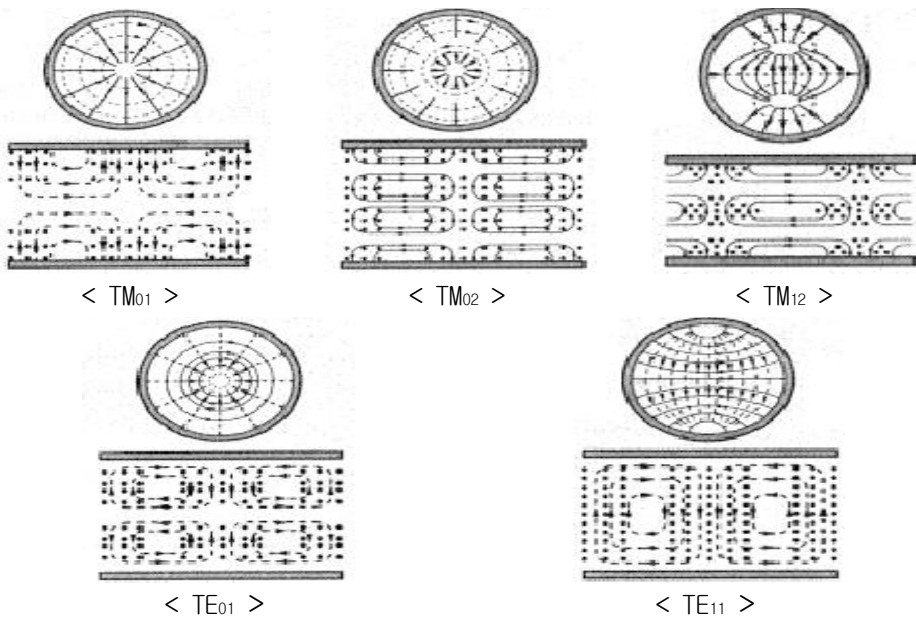 < TM₀₁ >
< TM₀₂ >
< TM₁₂ >
< TE₀₁ >
< TE₁₁ >